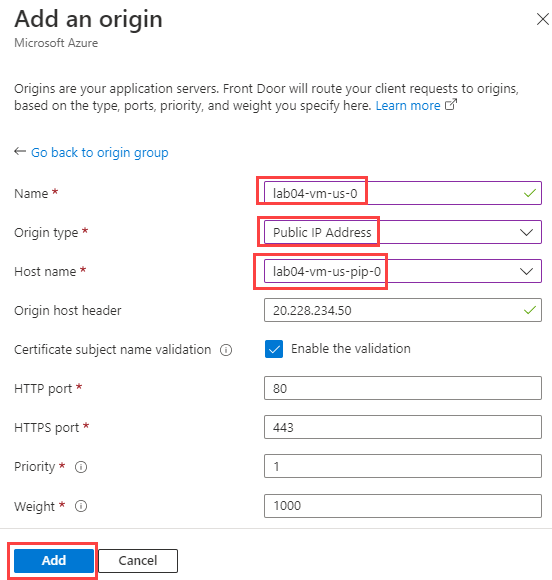 Add an origin
Microsoft Azure
Origins are your application servers. Front Door will route your client requests to origins,
based on the type, ports, priority, and weight you specify here. Learn more
Go back to origin group
Name *
lab04-vm-us-0
Origin type *
Public IP Address
Host name *
lab04-vm-us-pip-0
Origin host header
20.228.234.50
Certificate subject name validation
Enable the validation
HTTP port *
80
HTTPS port *
443
Priority *
1
Weight *
1000
Add
Cancel